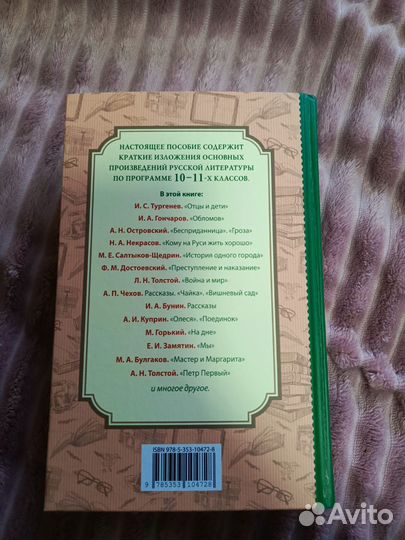 НАСТОЯЩЕЕ ПОСОБИЕ СОДЕРЖИТ
КРАТКИЕ ИЗЛОЖЕНИЯ ОСНОВНЫХ
ПРОИЗВЕДЕНИЙ РУССКОЙ ЛИТЕРАТУРЫ
ПО ПРОГРАММЕ 10–11-Х КЛАССОВ.
В этой книге:
И. С. Тургенев. «Отцы и дети»
И. А. Гончаров. «Обломов»
А. Н. Островский. «Бесприданница». «Гроза»
Н. А. Некрасов. «Кому на Руси жить хорошо»
М. Е. Салтыков-Щедрин. «История одного города»
Ф. М. Достоевский. «Преступление и наказание»
Л. Н. Толстой. «Война и мир»
А. П. Чехов. Рассказы. «Чайка». «Вишневый сад»
И. А. Бунин. Рассказы
А. И. Куприн. «Олеся». «Поединок»
М. Горький. «На дне»
Е. И. Замятин. «Мы»
М. А. Булгаков. «Мастер и Маргарита»
А. Н. Толстой. «Петр Первый»
и многое другое.
ISBN 978-5-353-10472-8
9 785353 104728
Avito